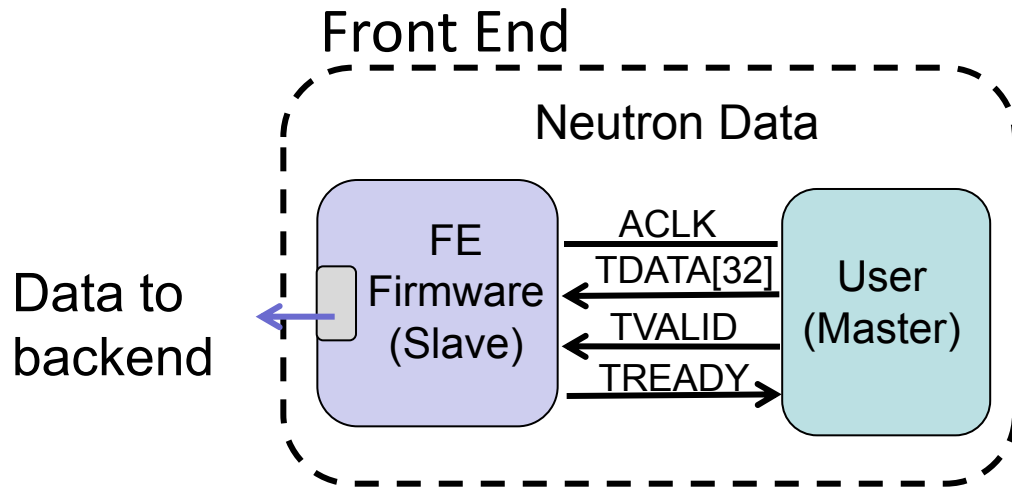 Front End
Neutron Data
FE
Firmware
(Slave)
ACLK
TDATA[32]
TVALID
TREADY
User
(Master)
Data to
backend